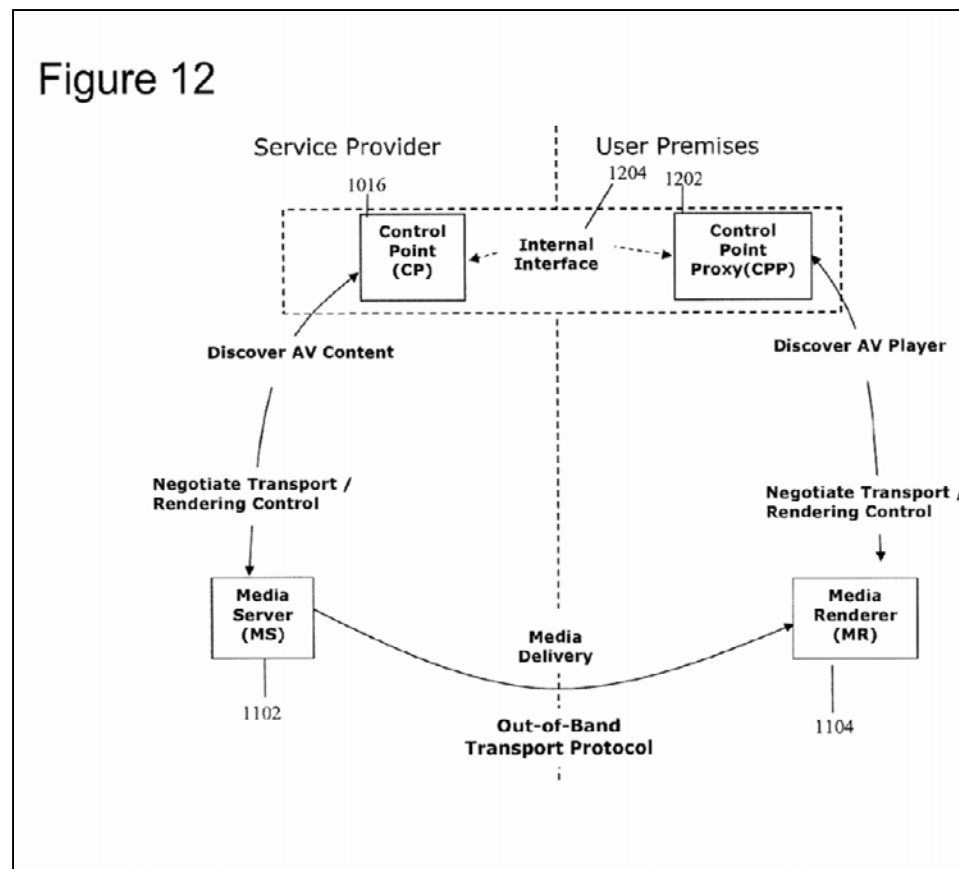 Figure 12
Service Provider
User Premises
1016
1204
1202
Control
Point
(CP)
Internal
Interface
Control
Point
Proxy(CPP)
Discover AV Content
Discover AV Player
Negotiate Transport /
Rendering Control
Negotiate Transport /
Rendering Control
Media
Server
(MS)
Media
Renderer
(MR)
Media
Delivery
1102
1104
Out-of-Band
Transport Protocol